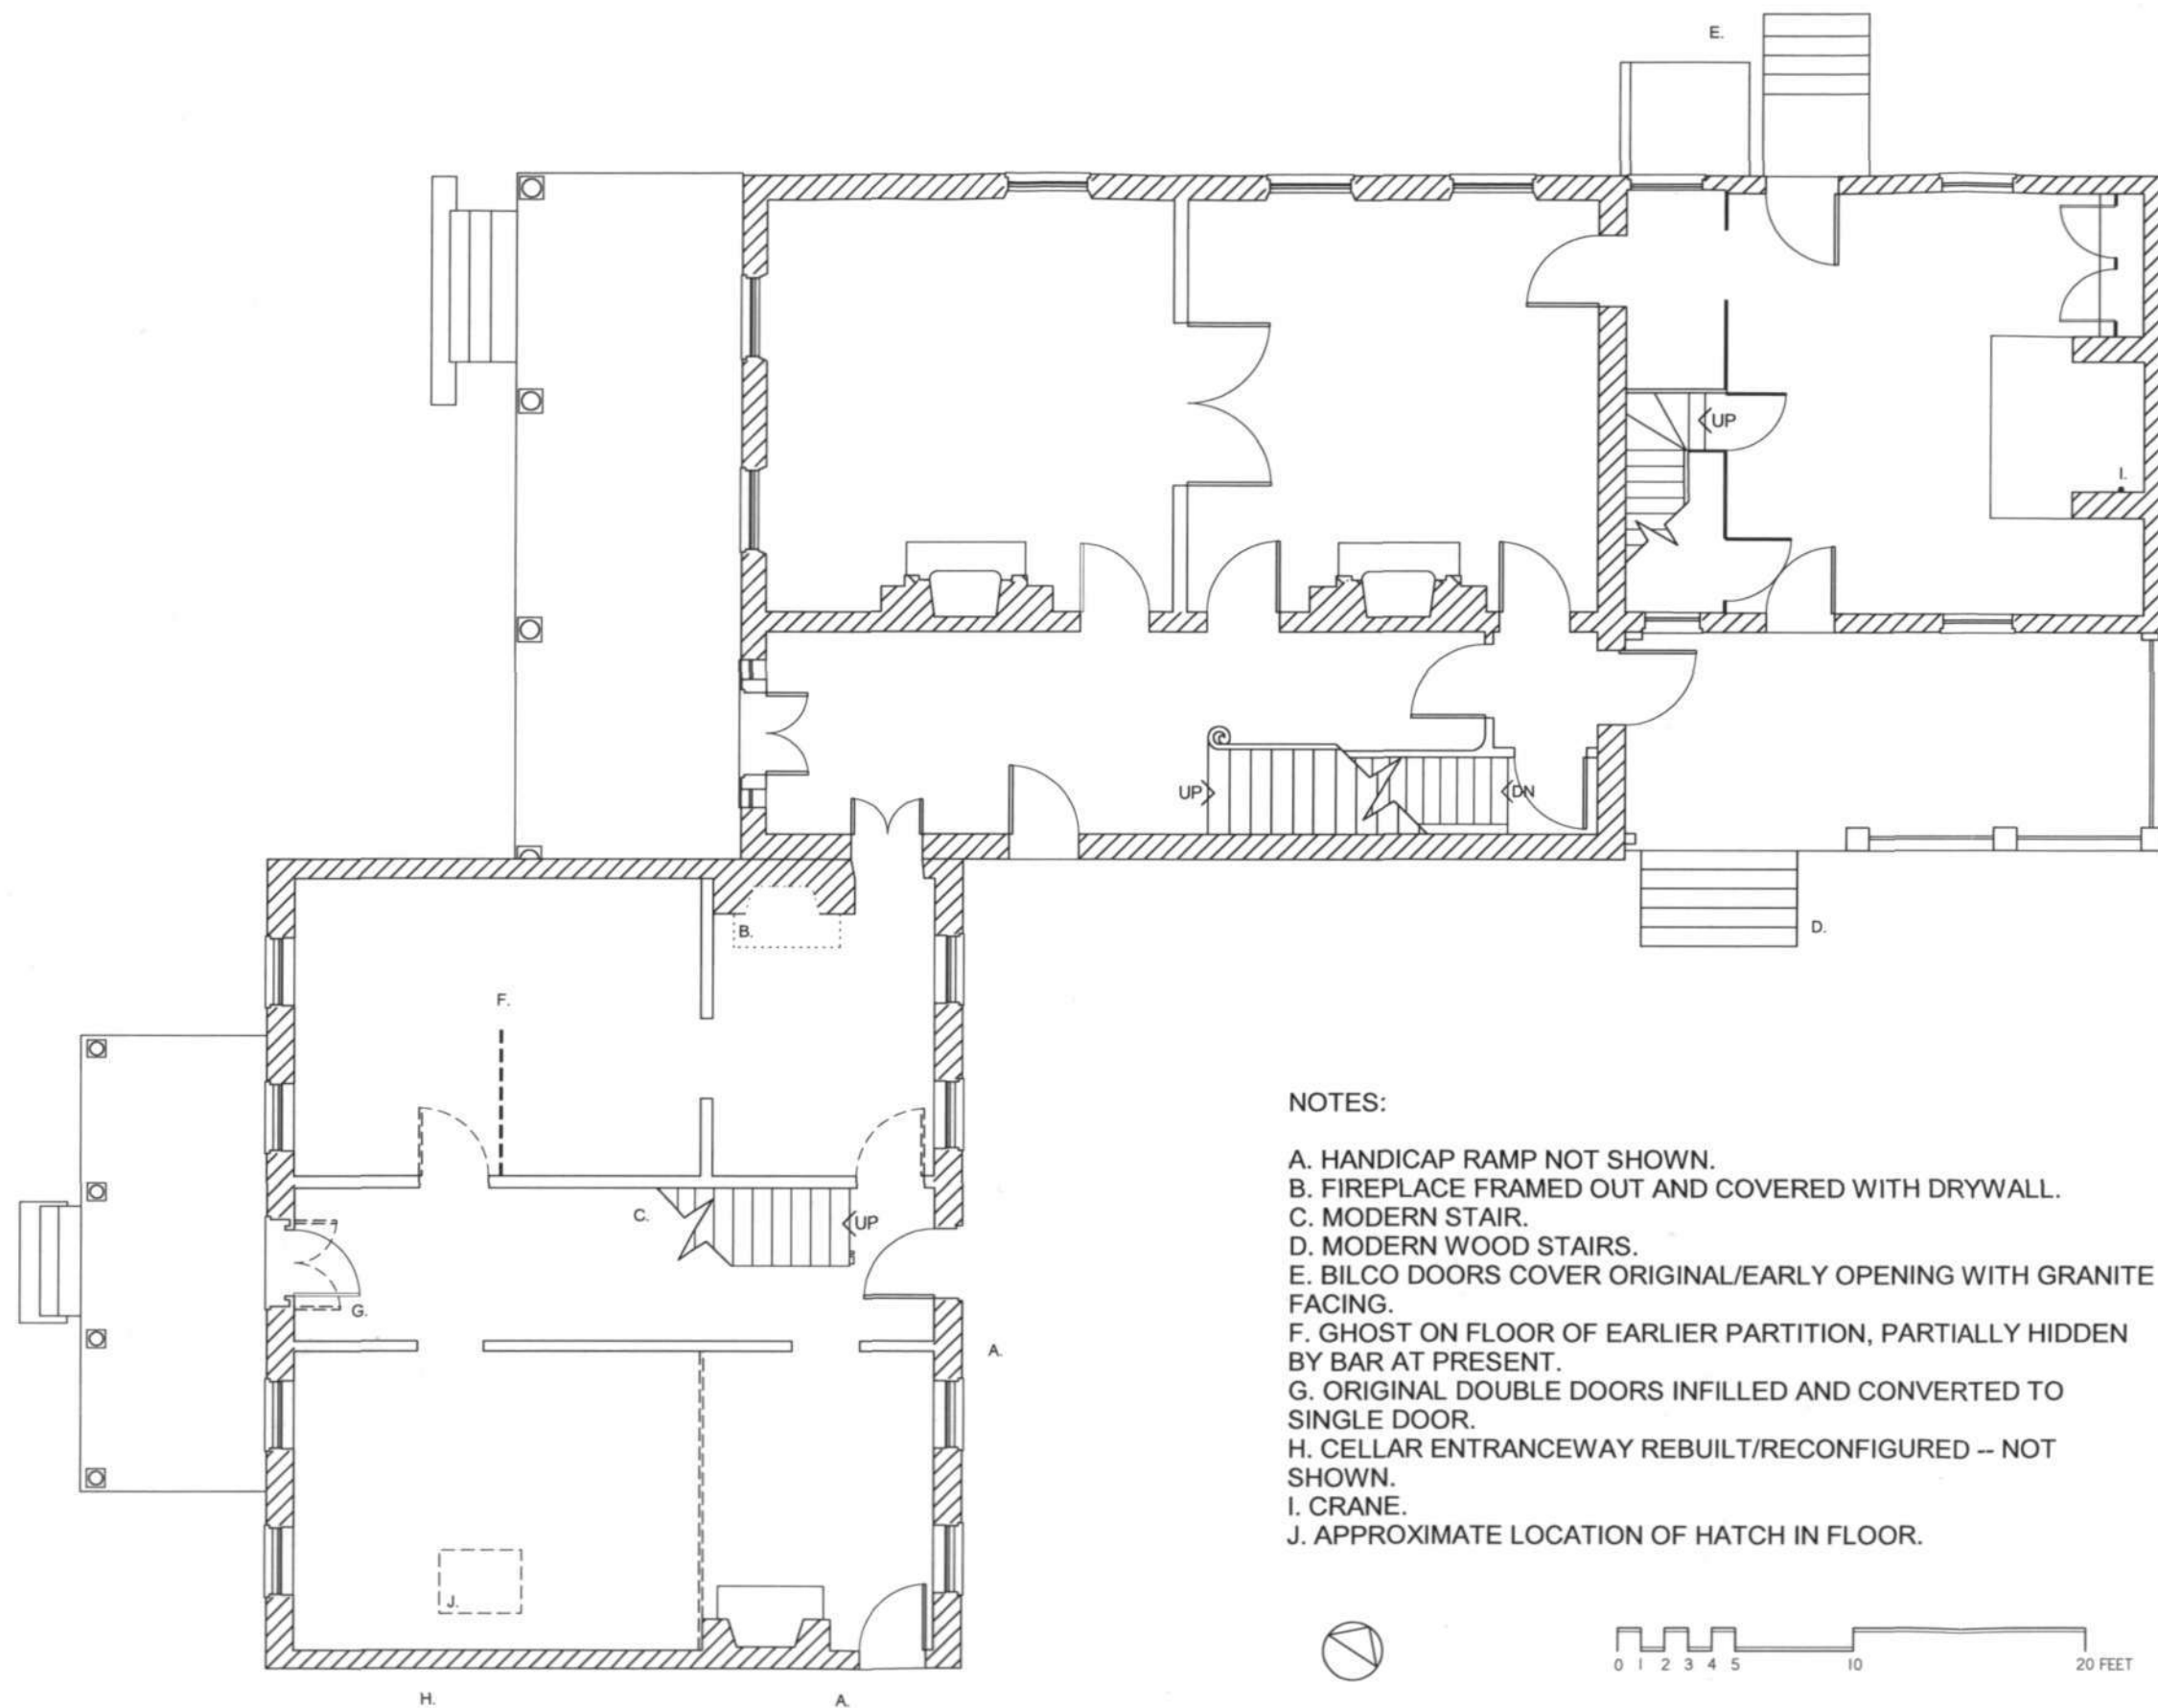 E.
UP
I.
UP
DN
D.
B.
F.
C.
UP
G.
A.
J.
H.
A.
NOTES:
A. HANDICAP RAMP NOT SHOWN.
B. FIREPLACE FRAMED OUT AND COVERED WITH DRYWALL.
C. MODERN STAIR.
D. MODERN WOOD STAIRS.
E. BILCO DOORS COVER ORIGINAL/EARLY OPENING WITH GRANITE
FACING.
F. GHOST ON FLOOR OF EARLIER PARTITION, PARTIALLY HIDDEN
BY BAR AT PRESENT.
G. ORIGINAL DOUBLE DOORS INFILLED AND CONVERTED TO
SINGLE DOOR.
H. CELLAR ENTRANCEWAY REBUILT/RECONFIGURED -- NOT
SHOWN.
I. CRANE.
J. APPROXIMATE LOCATION OF HATCH IN FLOOR.
0 1 2 3 4 5 10 20 FEET